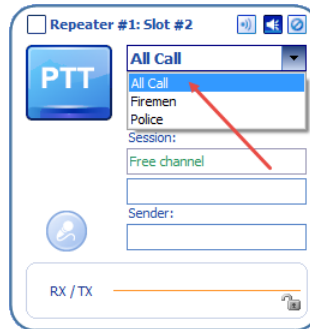 Repeater #1: Slot #2
PTT
All Call
All Call
Firemen
Police
Session:
Free channel
Sender:
RX / TX